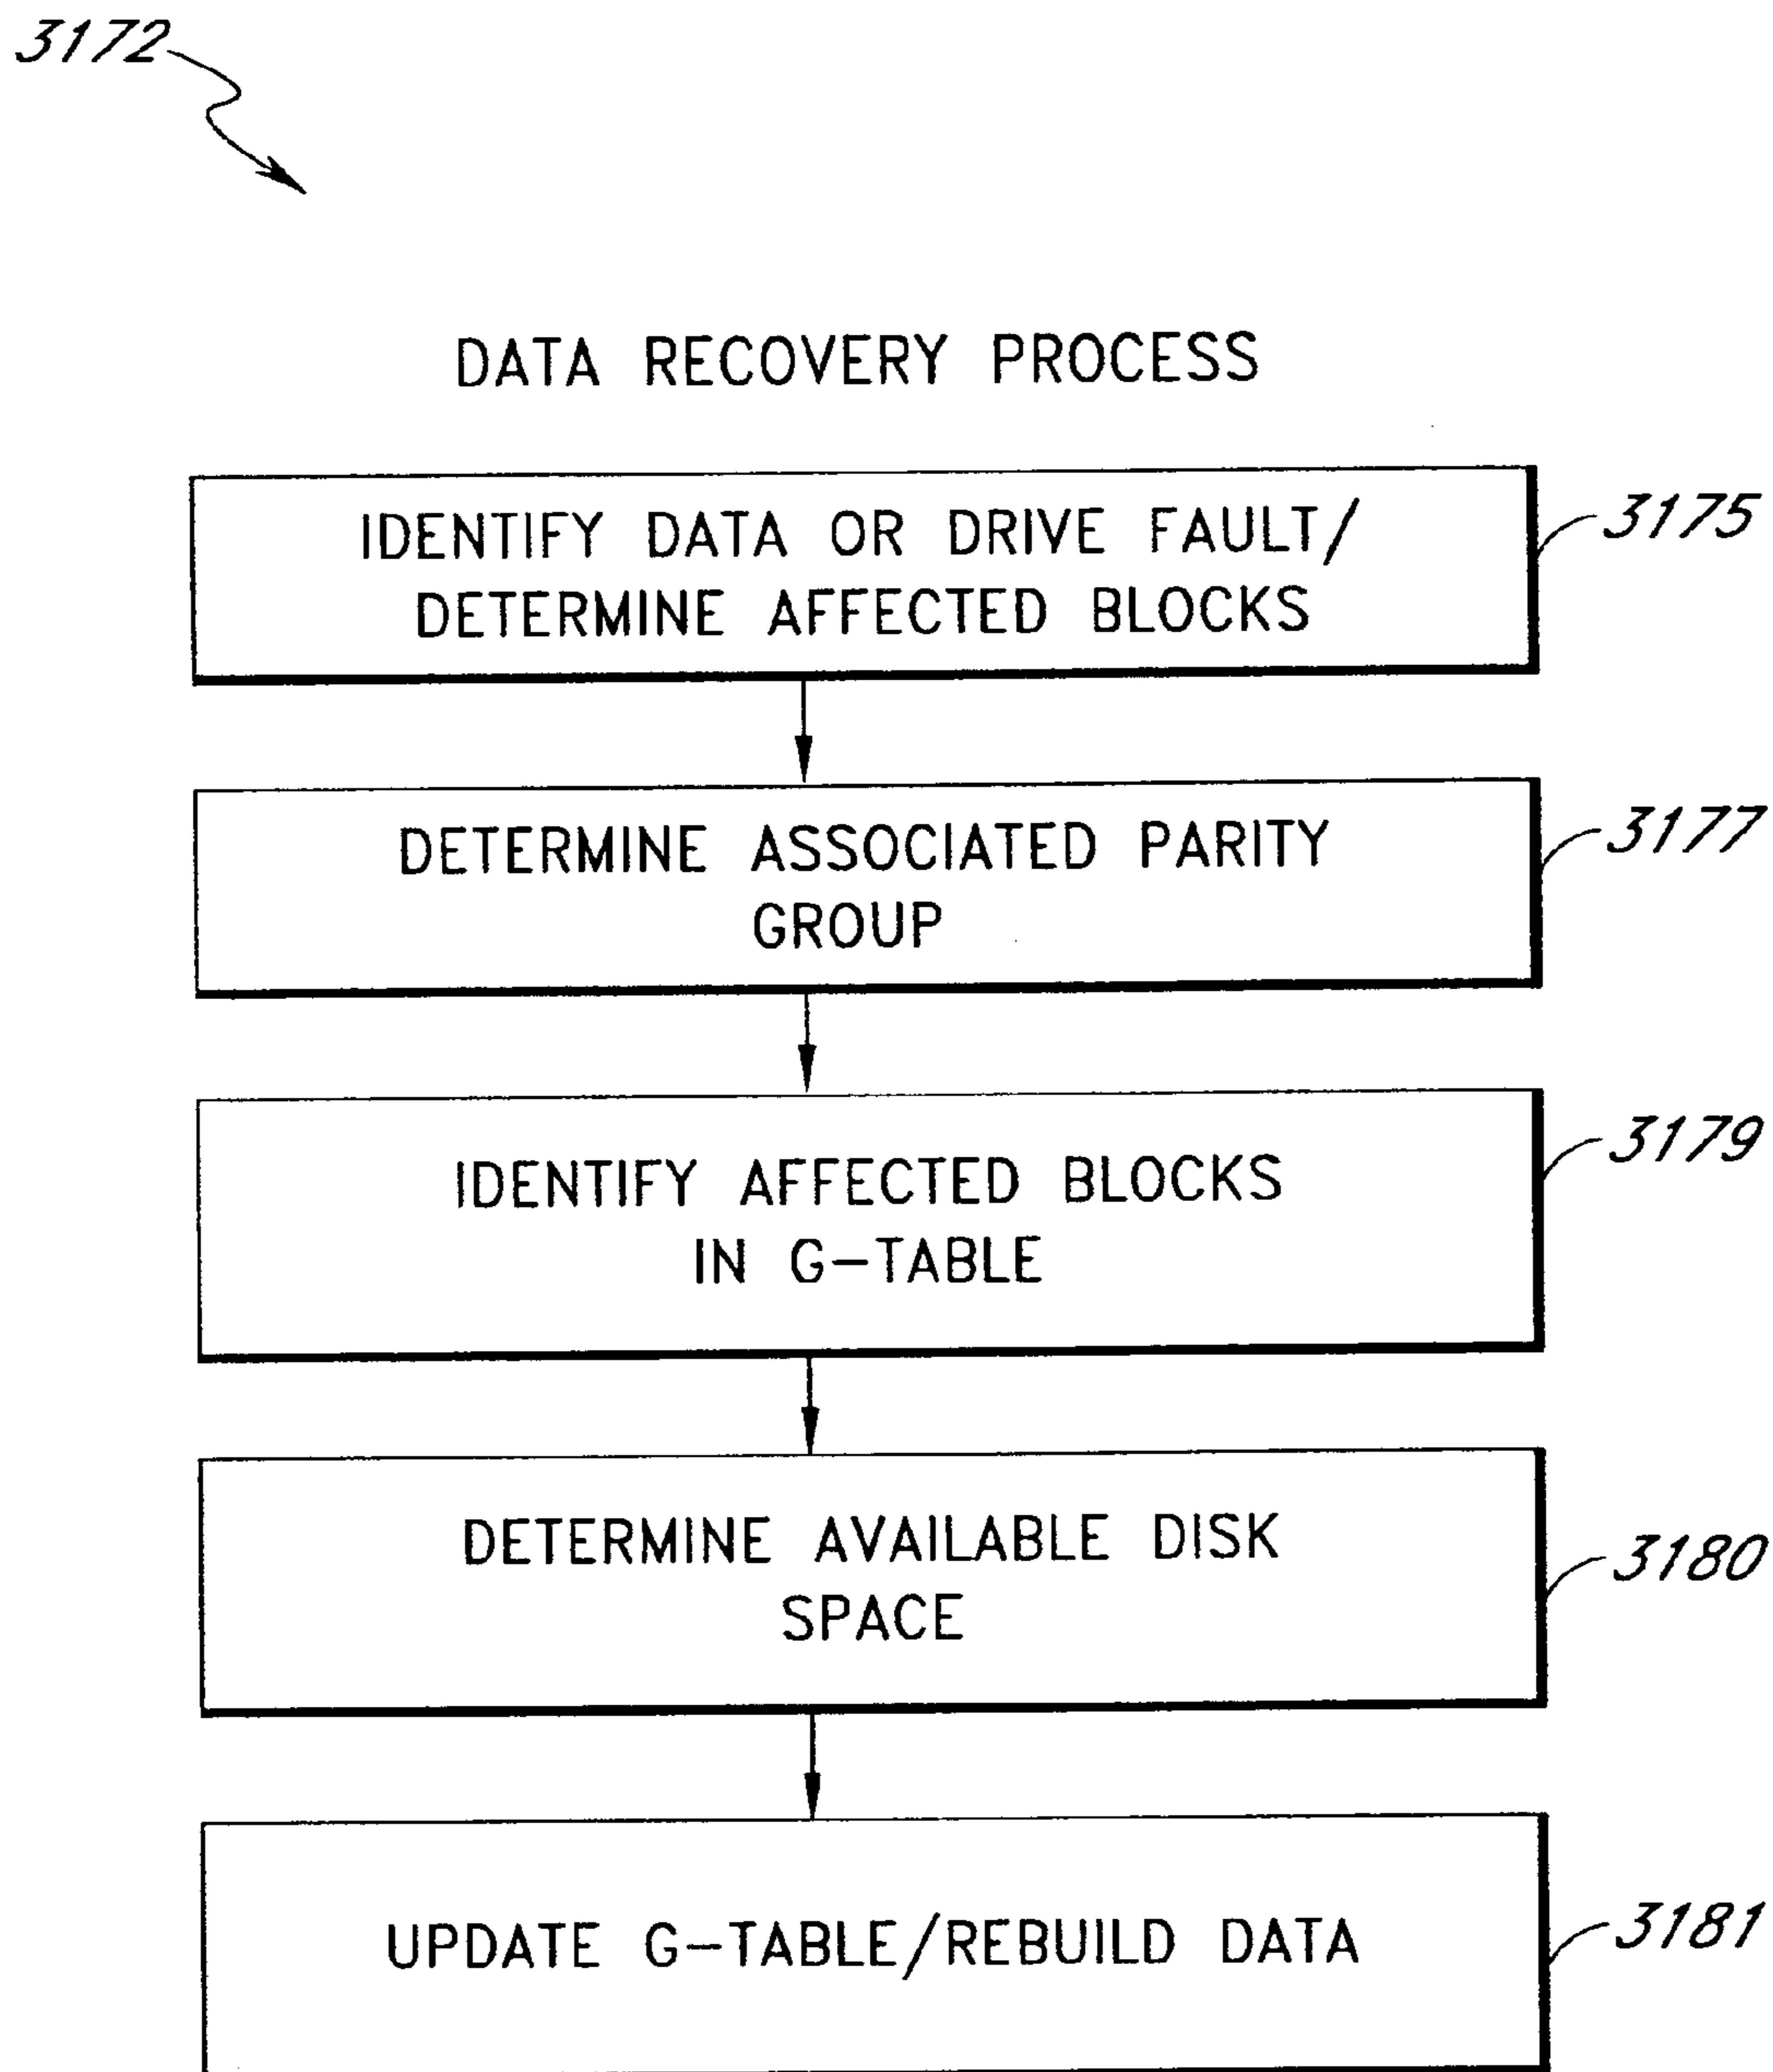 3172
DATA RECOVERY PROCESS
IDENTIFY DATA OR DRIVE FAULT/
DETERMINE AFFECTED BLOCKS
3175
DETERMINE ASSOCIATED PARITY
GROUP
3177
IDENTIFY AFFECTED BLOCKS
IN G-TABLE
3179
DETERMINE AVAILABLE DISK
SPACE
3180
UPDATE G-TABLE/REBUILD DATA
3181